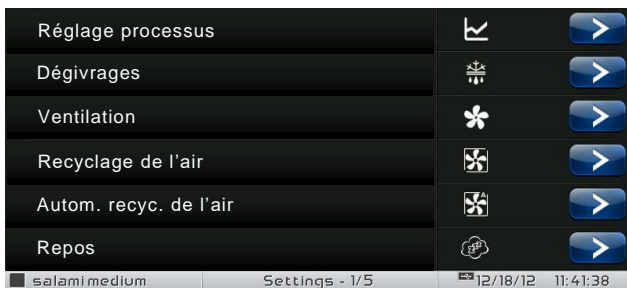 Réglage processus
Dégivrages
Ventilation
Recyclage de l'air
Autom. recyc. de l'air
Repos
salamimedium Settings - 1/5 12/18/12 11:41:38